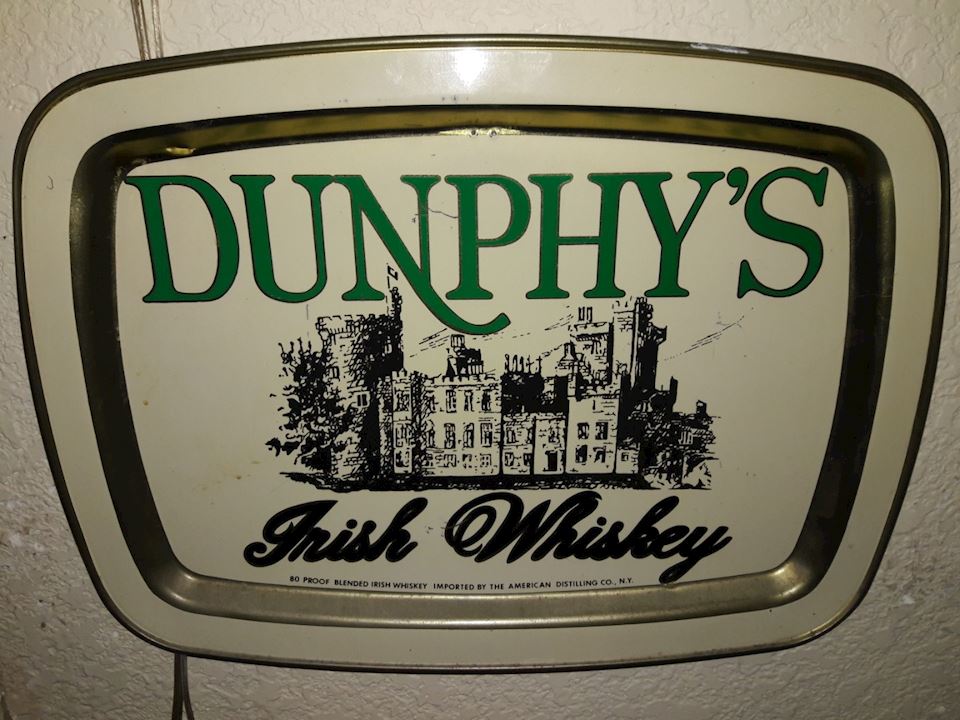 DUNPHY'S
Irish Whiskey
80 PROOF BLENDED IRISH WHISKEY IMPORTED BY THE AMERICAN DISTILLING CO., N.Y.